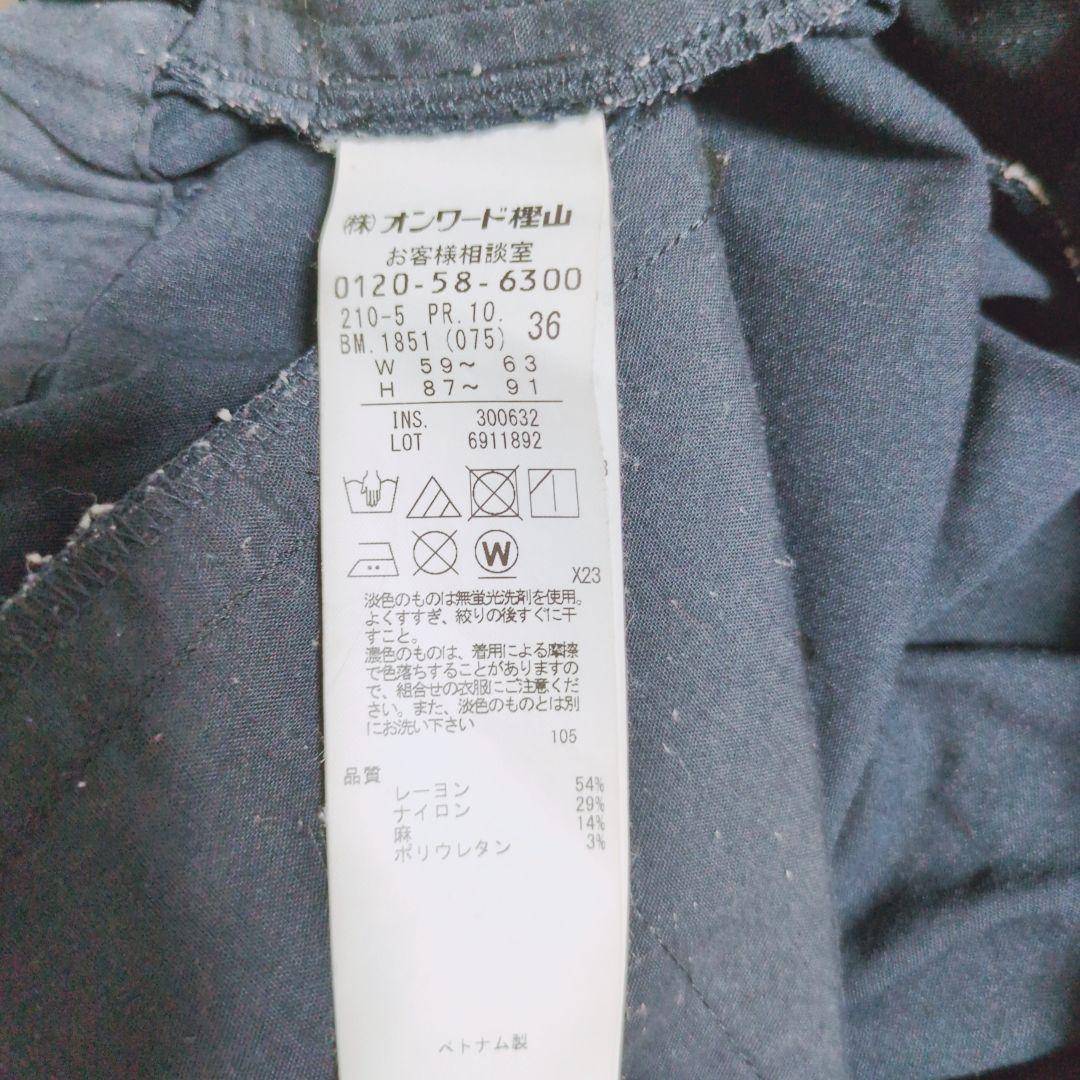 (株)オンワード樫山
お客様相談室
0120-58-6300
210-5 PR.10.
BM.1851(075) 36
W 59~ 63
H 87~ 91
INS. 300632
LOT 6911892
W
X23
淡色のものは無蛍光洗剤を使用。
よくすすぎ、絞りの後すぐに干
すこと。
濃色のものは、着用による摩擦
で色落ちすることがありますの
で、組合せの衣服にご注意くだ
さい。また、淡色のものとは別
にお洗い下さい
105
品質
レーヨン 54%
ナイロン 29%
麻 14%
ポリウレタン 3%
ベトナム製